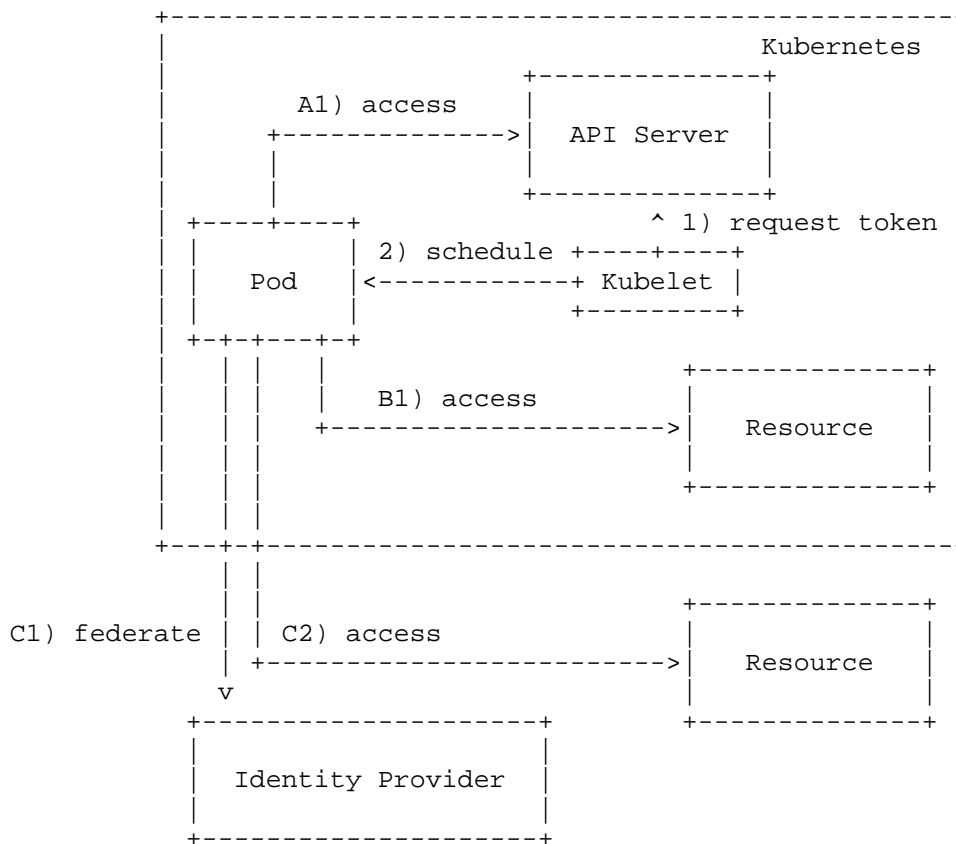 Kubernetes
A1) access
API Server
^ 1) request token
2) schedule
Pod
Kubelet
B1) access
Resource
C1) federate
C2) access
Resource
v
Identity Provider